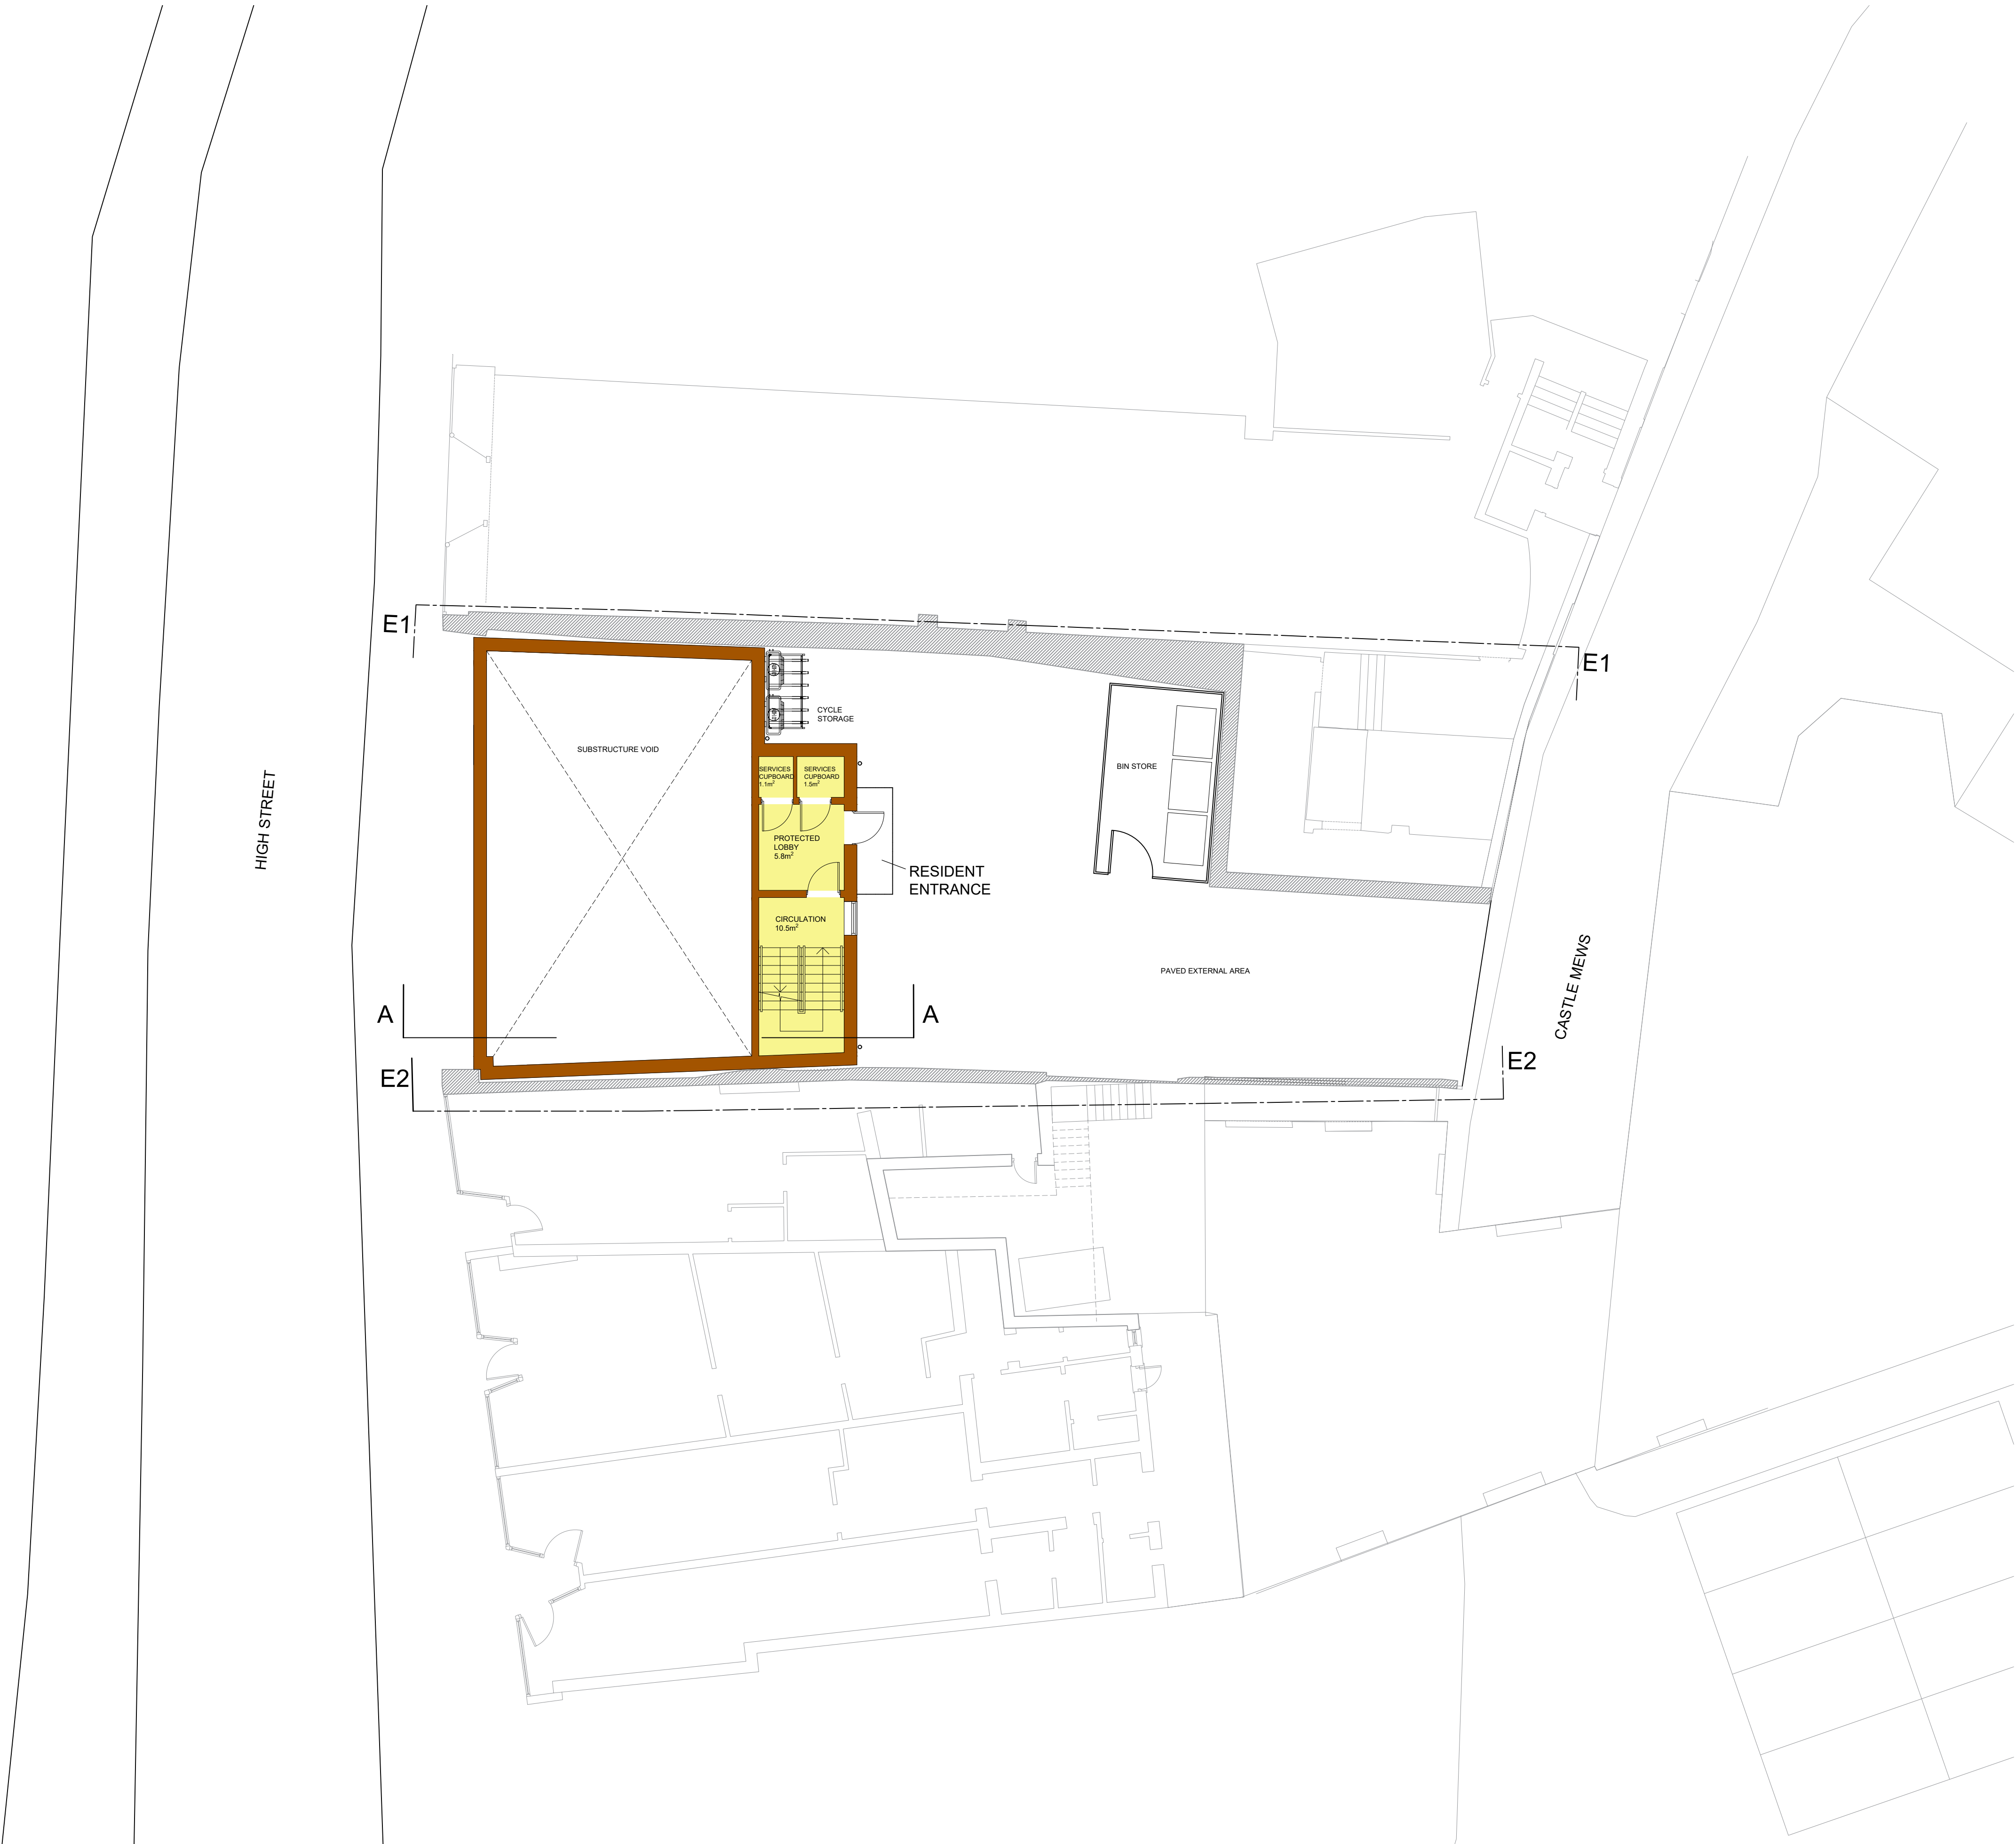 E1
E1
CYCLE
STORAGE
SUBSTRUCTURE VOID
SERVICES
CUPBOARD
1.1m²
SERVICES
CUPBOARD
1.5m²
BIN STORE
HIGH STREET
PROTECTED
LOBBY
5.8m²
RESIDENT
ENTRANCE
CIRCULATION
10.5m²
PAVED EXTERNAL AREA
CASTLE MEWS
A
A
E2
E2